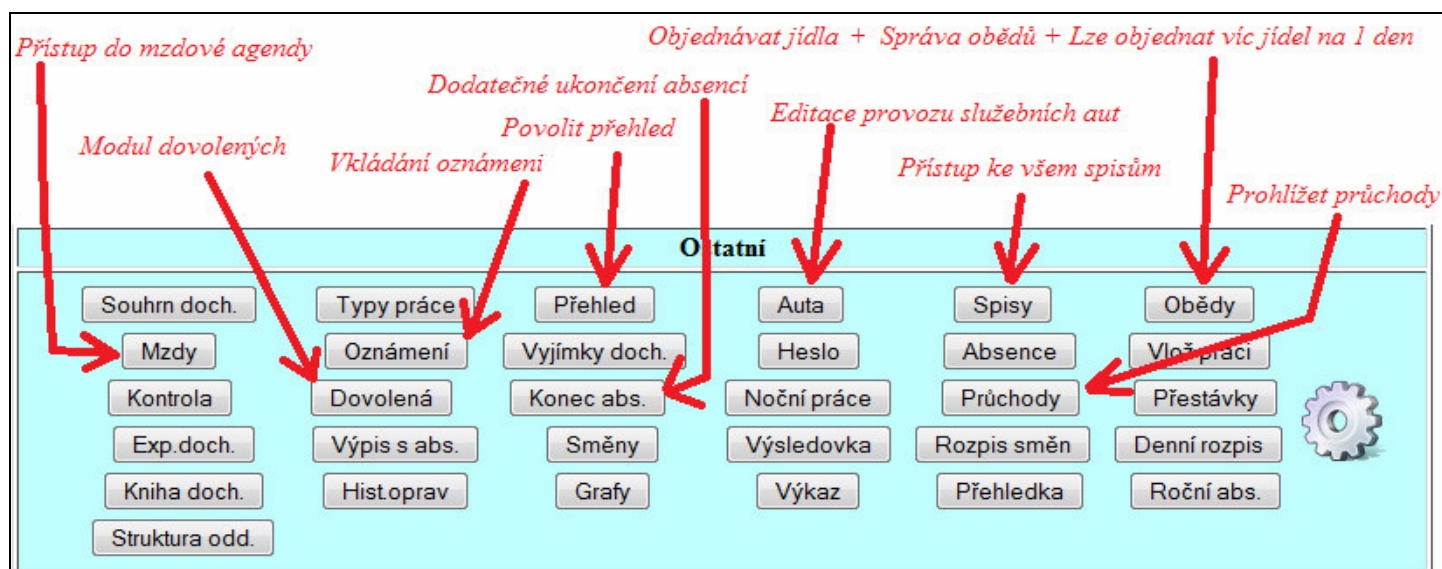 Přístup do mzdové agendy
Objednávat jídla + Správa obědů + Lze objednat víc jídel na 1 den
Dodatečné ukončení absencí
Editace provozu služebních aut
Povolit přehled
Modul dovolených
Vkládání oznámeni
Přístup ke všem spisům
Prohlížet průchody
Ostatní
Souhrn doch. Typy práce Přehled Auta Spisy Obědy
Mzdy Oznámení Vyjímky doch. Heslo Absence Vlož práci
Kontrola Dovolená Konec abs. Noční práce Průchody Přestávky
Exp.doch. Výpis s abs. Směny Výsledovka Rozpis směn Denní rozpis
Kniha doch. Hist.oprav Grafy Výkaz Přehledka Roční abs.
Struktura odd.